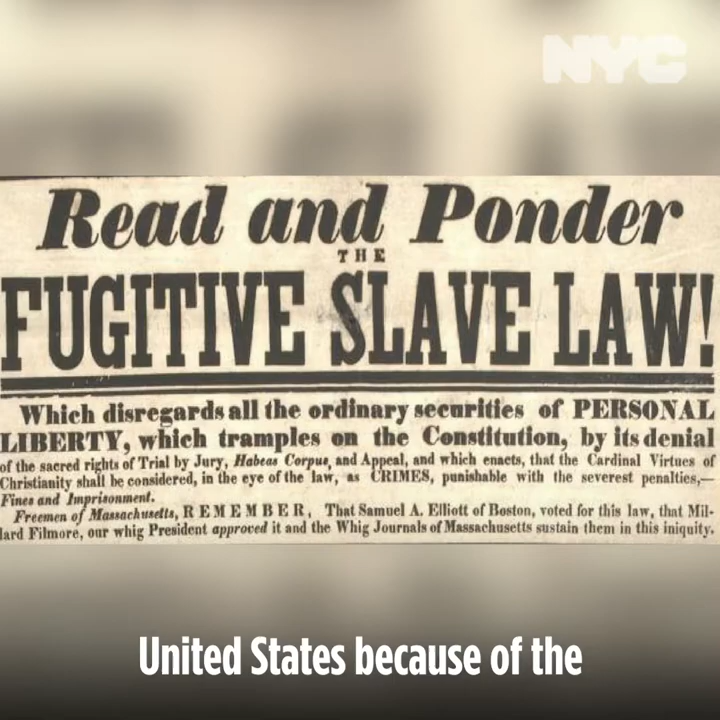 NYC
Read and Ponder
THE
FUGITIVE SLAVE LAW!
Which disregards all the ordinary securities of PERSONAL
LIBERTY, which tramples on the Constitution, by its denial
of the sacred rights of Trial by Jury, Habeas Corpus, and Appeal, and which enacts, that the Cardinal Virtues of
Christianity shall be considered, in the eye of the law, as CRIMES, punishable with the severest penalties,—
Fines and Imprisonment.
Freemen of Massachusetts, REMEMBER, That Samuel A. Elliott of Boston, voted for this law, that Mil-
lard Filmore, our whig President approved it and the Whig Journals of Massachusetts sustain them in this iniquity.
United States because of the